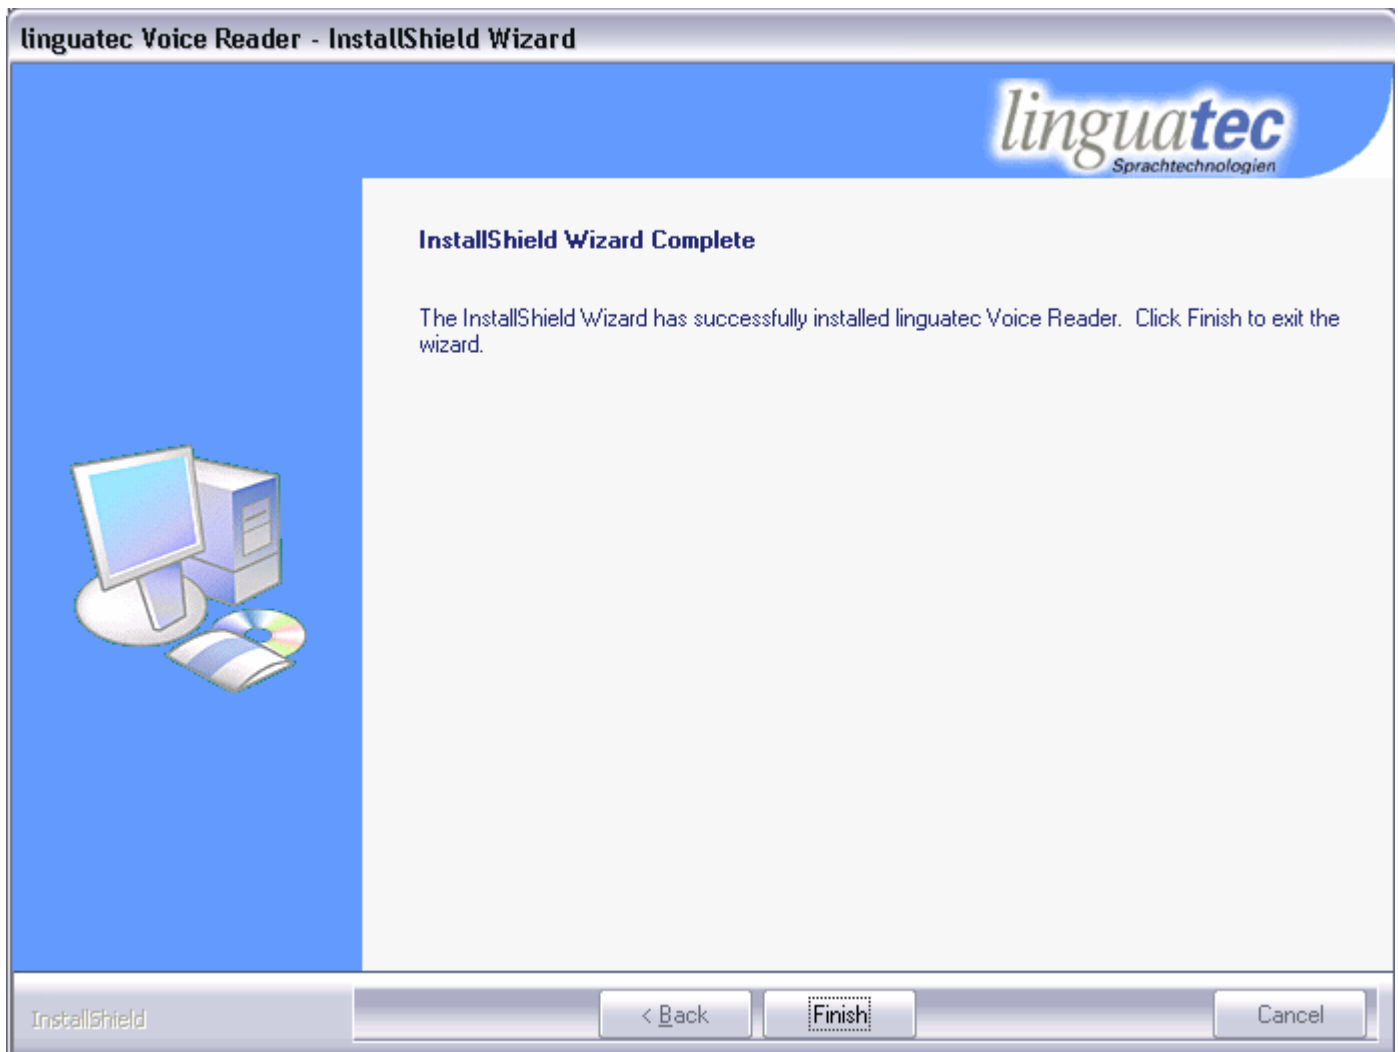 linguatec Voice Reader - InstallShield Wizard
linguatec
Sprachtechnologien
InstallShield Wizard Complete
The InstallShield Wizard has successfully installed linguatec Voice Reader.  Click Finish to exit the
wizard.
InstallShield
< Back
Finish
Cancel